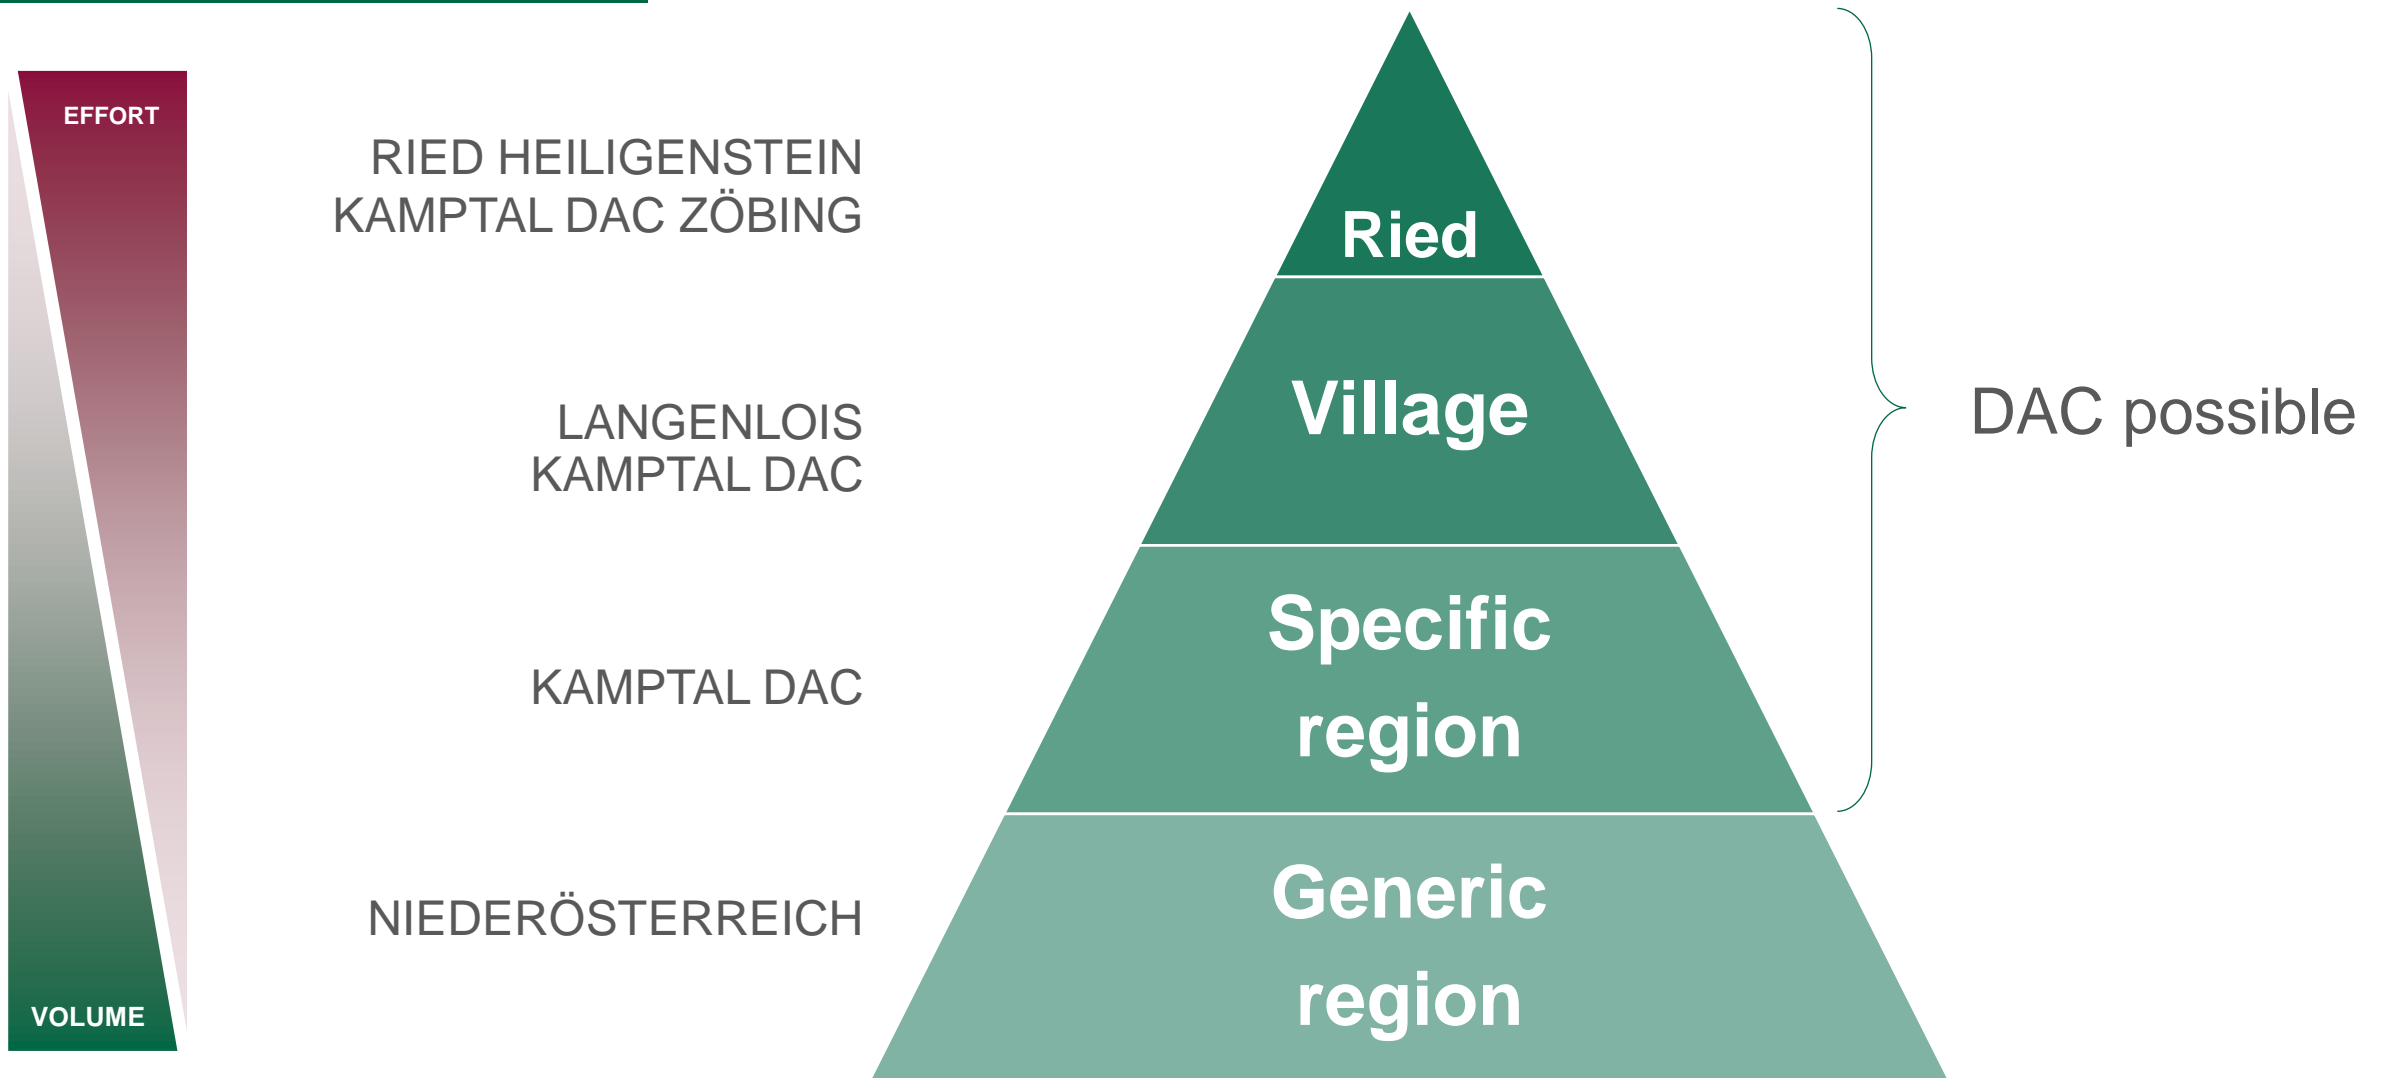 EFFORT
RIED HEILIGENSTEIN
KAMPTAL DAC ZÖBING
Ried
LANGENLOIS
KAMPTAL DAC
Village
DAC possible
KAMPTAL DAC
Specific
region
NIEDERÖSTERREICH
Generic
region
VOLUME